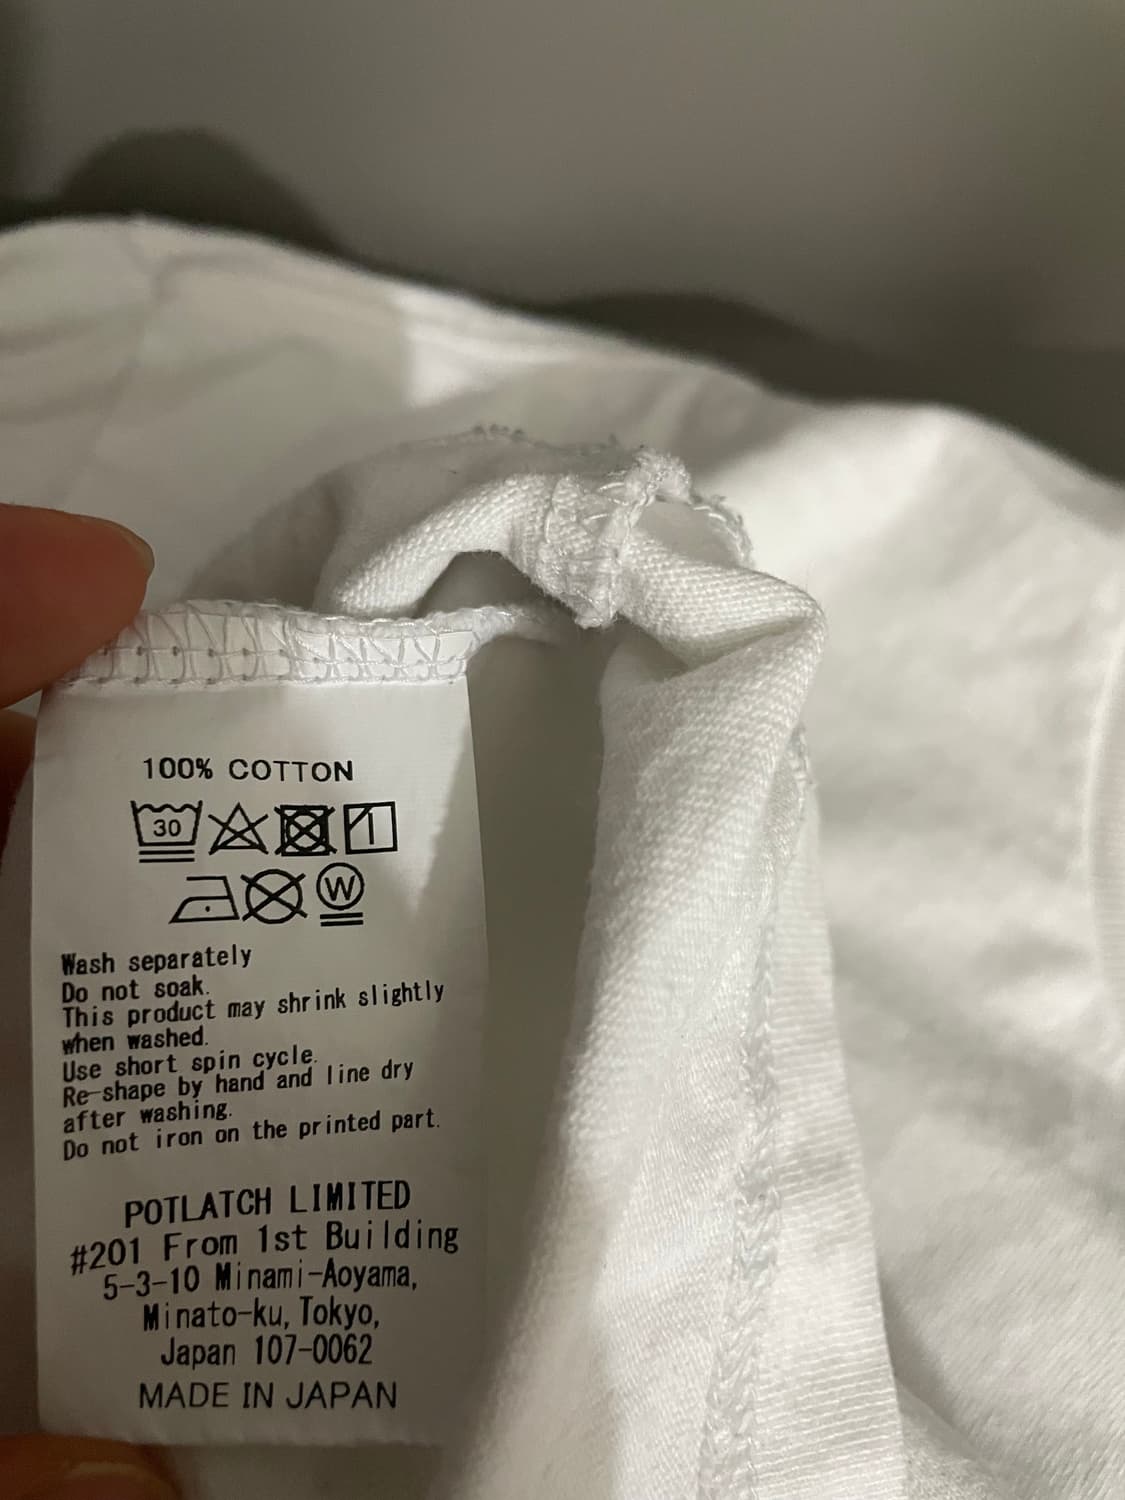 100% COTTON
30
W
Wash separately
Do not soak.
This product may shrink slightly
when washed.
Use short spin cycle.
Re-shape by hand and line dry
after washing.
Do not iron on the printed part.
POTLATCH LIMITED
#201 From 1st Building
5-3-10 Minami-Aoyama,
Minato-ku, Tokyo,
Japan 107-0062
MADE IN JAPAN